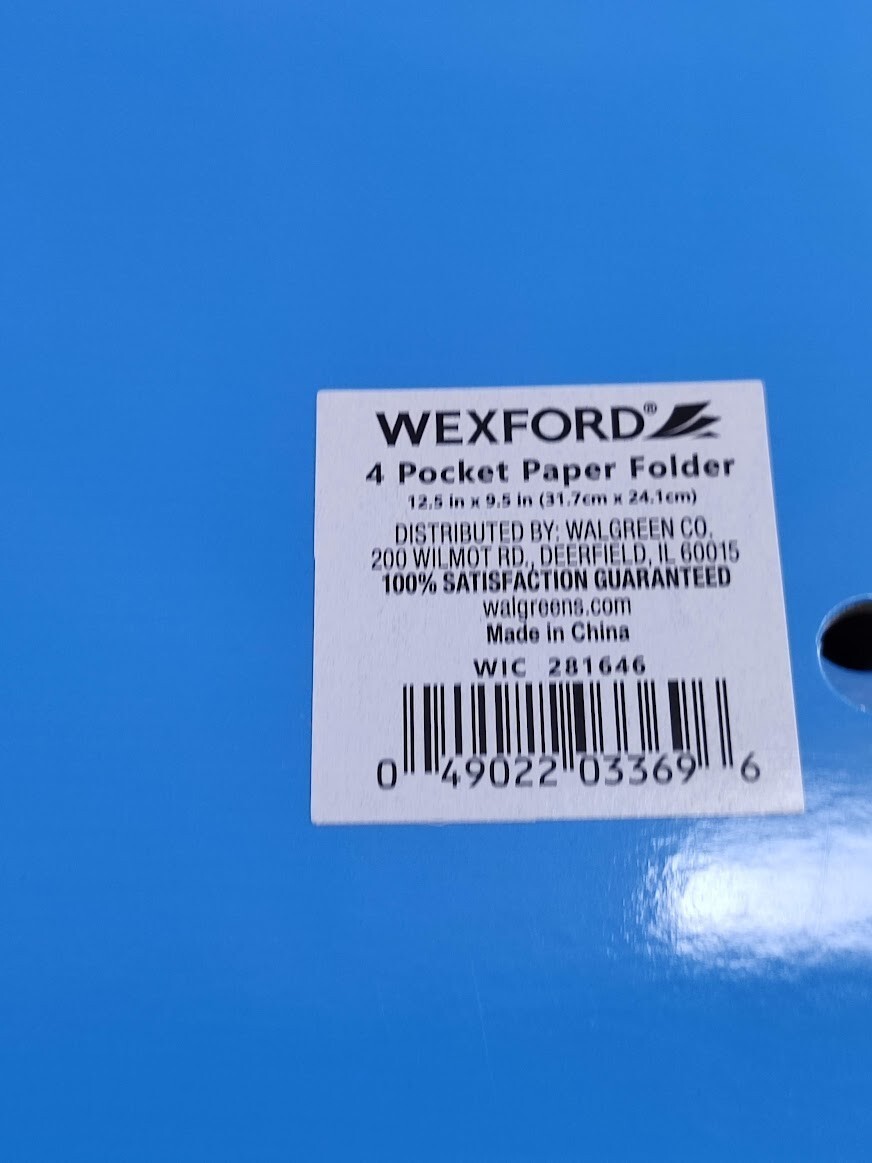 WEXFORD®
4 Pocket Paper Folder
12.5 in x 9.5 in (31.7cm x 24.1cm)
DISTRIBUTED BY: WALGREEN CO.
200 WILMOT RD., DEERFIELD, IL 60015
100% SATISFACTION GUARANTEED
walgreens.com
Made in China
WIC 281646
0 49022 03369 6